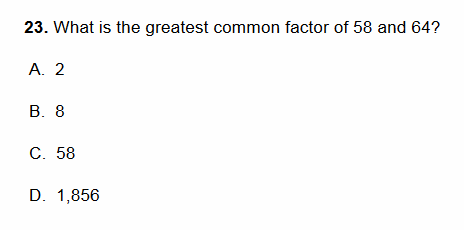 23. What is the greatest common factor of 58 and 64?
A. 2
B. 8
C. 58
D. 1,856